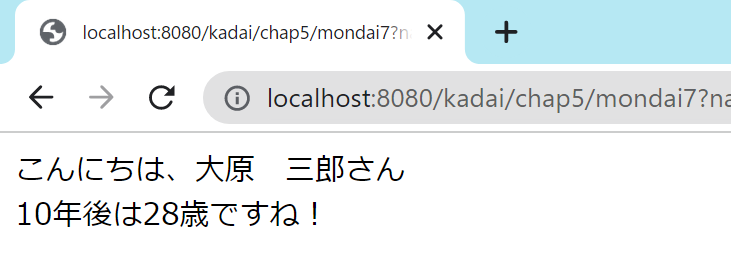 localhost:8080/kadai/chap5/mondai7?na
localhost:8080/kadai/chap5/mondai7?na
こんにちは、大原　三郎さん
10年後は28歳ですね！